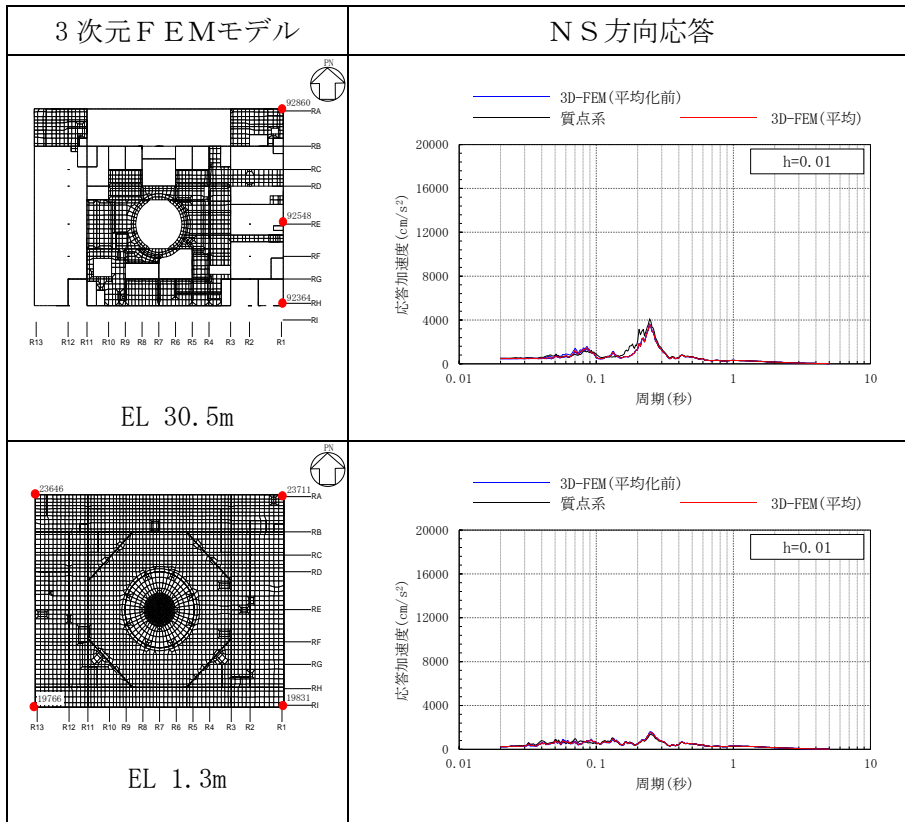 3次元FEMモデル
NS方向応答
PN
92860
RA
RB
RC
RD
92548
RE
RF
RG
92364
RH
RI
R13 R12 R11 R10 R9 R8 R7 R6 R5 R4 R3 R2 R1
EL 30.5m
3D-FEM(平均化前)
質点系
3D-FEM(平均)
h=0.01
20000
16000
12000
8000
4000
0
応答加速度(cm/s²)
0.01 0.1 1 10
周期(秒)
PN
23646
23711
RA
RB
RC
RD
RE
RF
RG
RH
19766
19831
RI
R13 R12 R11 R10 R9 R8 R7 R6 R5 R4 R3 R2 R1
EL 1.3m
3D-FEM(平均化前)
質点系
3D-FEM(平均)
h=0.01
20000
16000
12000
8000
4000
0
応答加速度(cm/s²)
0.01 0.1 1 10
周期(秒)